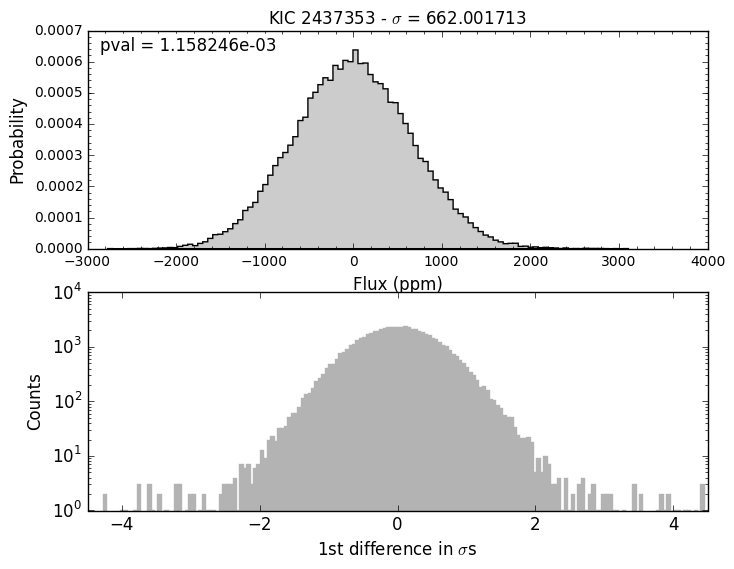 KIC 2437353 - σ = 662.001713
pval = 1.158246e-03
0.0007
0.0006
0.0005
0.0004
0.0003
0.0002
0.0001
0.0000
Probability
−3000 −2000 −1000 0 1000 2000 3000 4000
Flux (ppm)
10⁴
10³
10²
10¹
10⁰
Counts
−4 −2 0 2 4
1st difference in σs